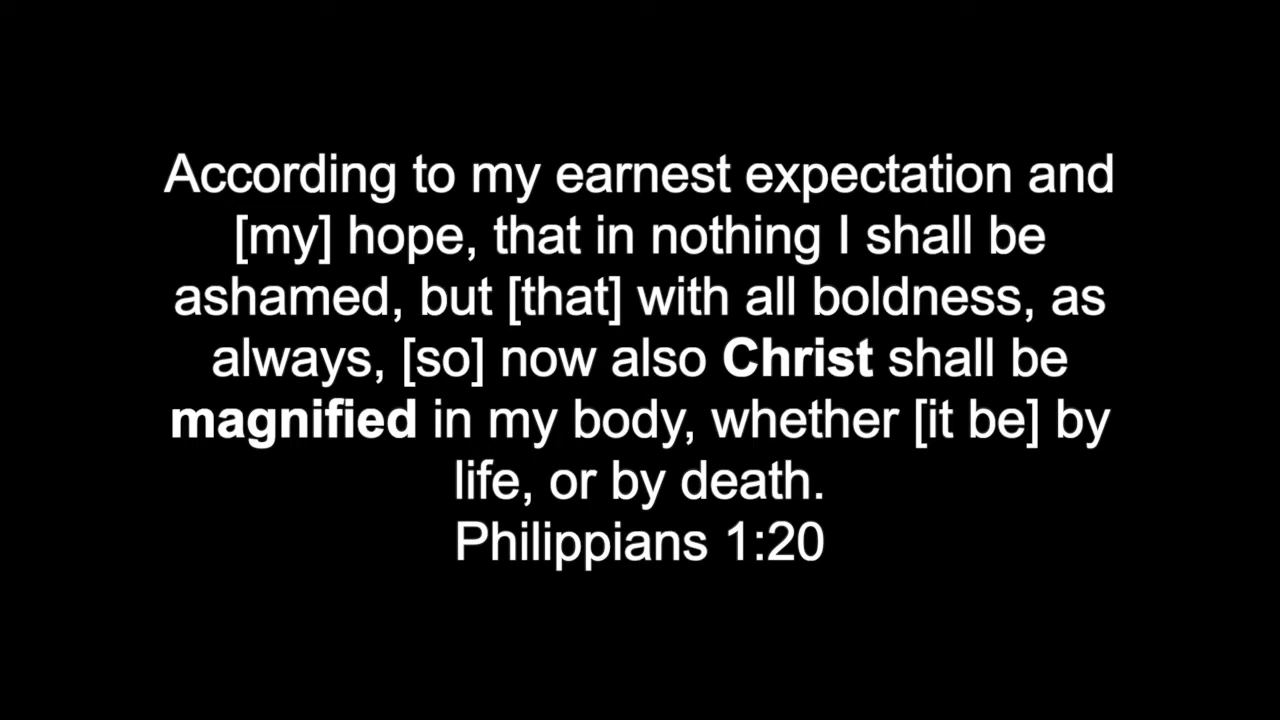 According to my earnest expectation and
[my] hope, that in nothing I shall be
ashamed, but [that] with all boldness, as
always, [so] now also Christ shall be
magnified in my body, whether [it be] by
life, or by death.
Philippians 1:20